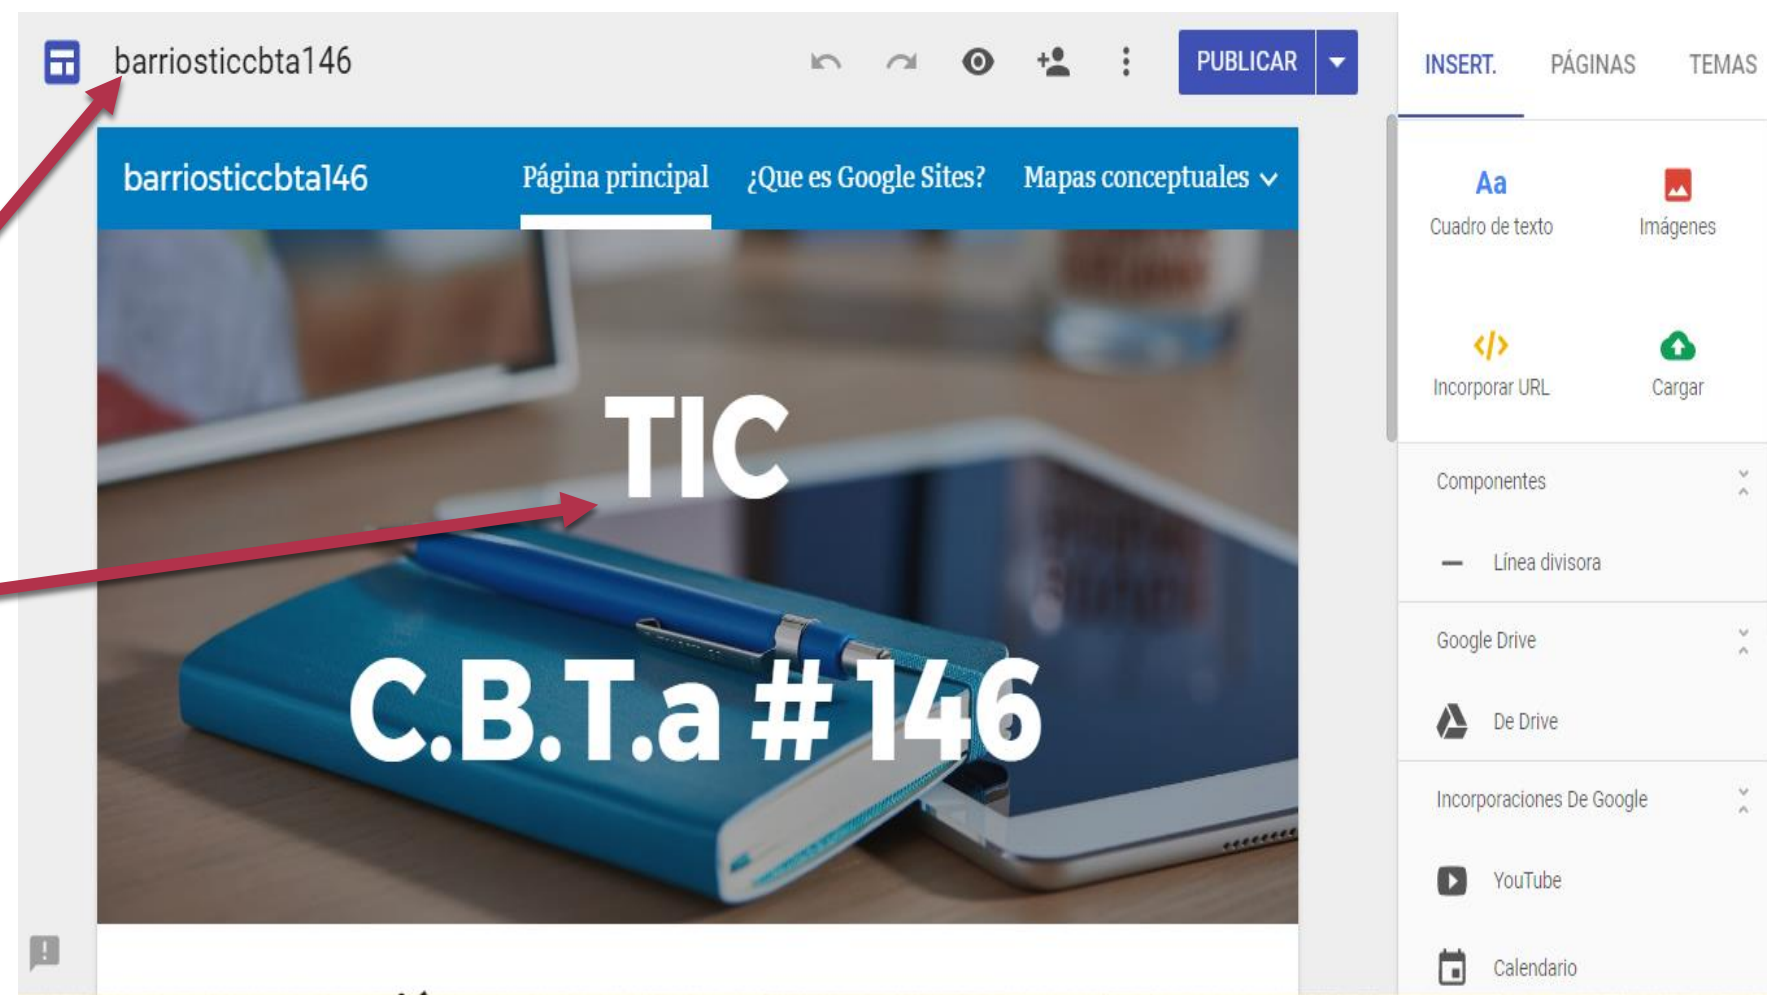 barriosticcbta146
PUBLICAR
INSERT. PÁGINAS TEMAS
barriosticcbta146 Página principal ¿Que es Google Sites? Mapas conceptuales
Aa
Cuadro de texto Imágenes
Incorporar URL Cargar
TIC
C.B.T.a # 146
Componentes
Línea divisora
Google Drive
De Drive
Incorporaciones De Google
YouTube
Calendario